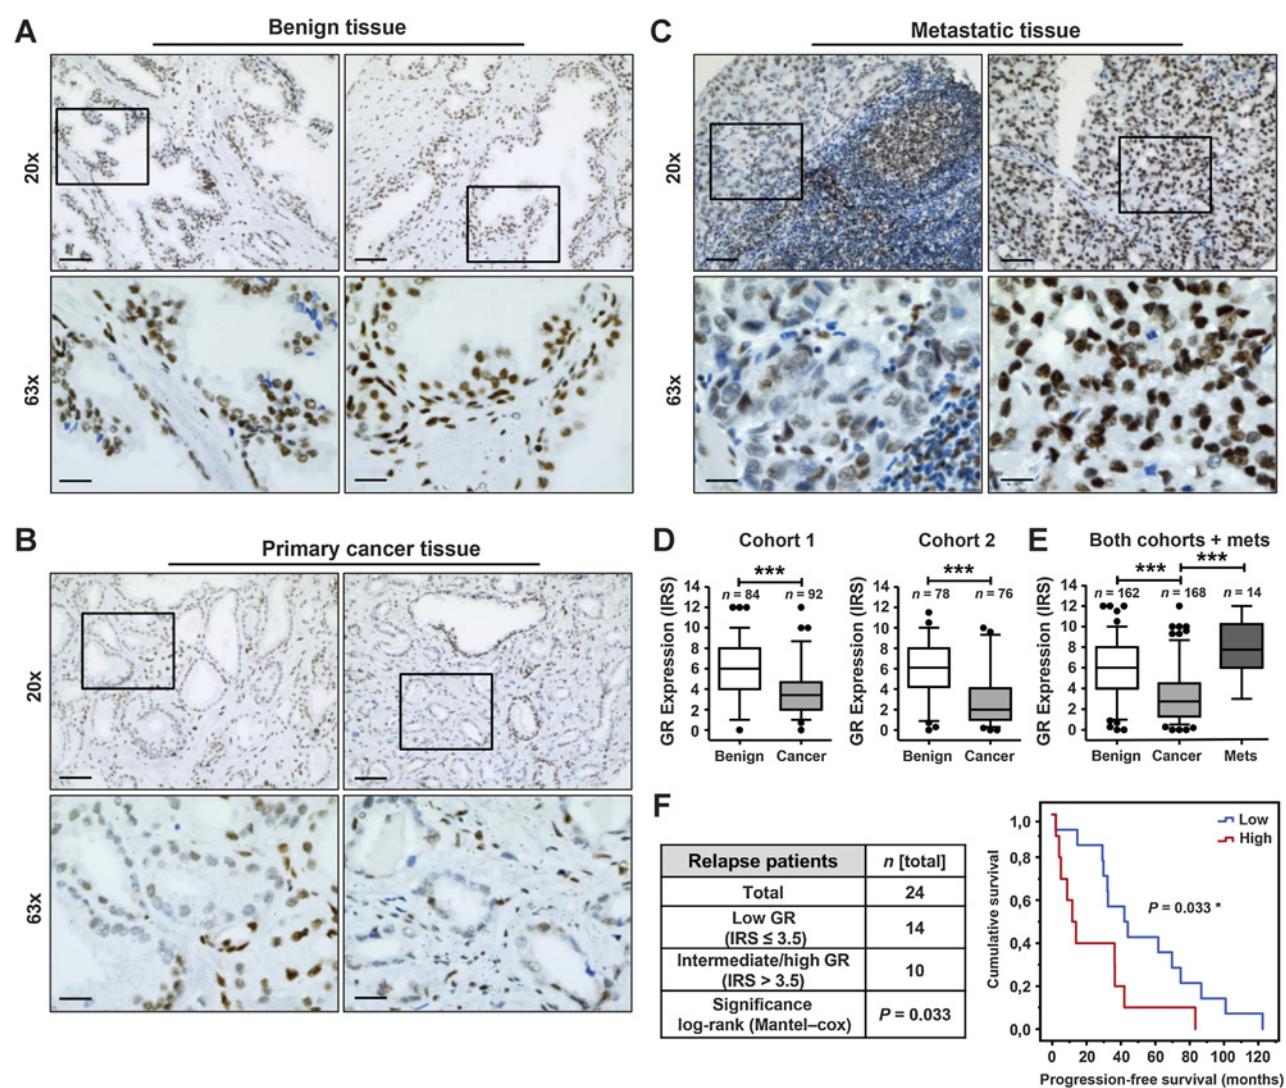 A
Benign tissue
20x
63x
B
Primary cancer tissue
20x
63x
C
Metastatic tissue
20x
63x
D
Cohort 1
GR Expression (IRS)
14
12
10
8
6
4
2
0
***
n = 84
n = 92
Benign
Cancer
Cohort 2
GR Expression (IRS)
14
12
10
8
6
4
2
0
***
n = 78
n = 76
Benign
Cancer
E
Both cohorts + mets
GR Expression (IRS)
14
12
10
8
6
4
2
0
***
***
n = 162
n = 168
n = 14
Benign
Cancer
Mets
F
Relapse patients
n [total]
Total
24
Low GR
(IRS ≤ 3.5)
14
Intermediate/high GR
(IRS > 3.5)
10
Significance
log-rank (Mantel–cox)
P = 0.033
Cumulative survival
1,0
0,8
0,6
0,4
0,2
0,0
Low
High
P = 0.033 *
0 20 40 60 80 100 120
Progression-free survival (months)